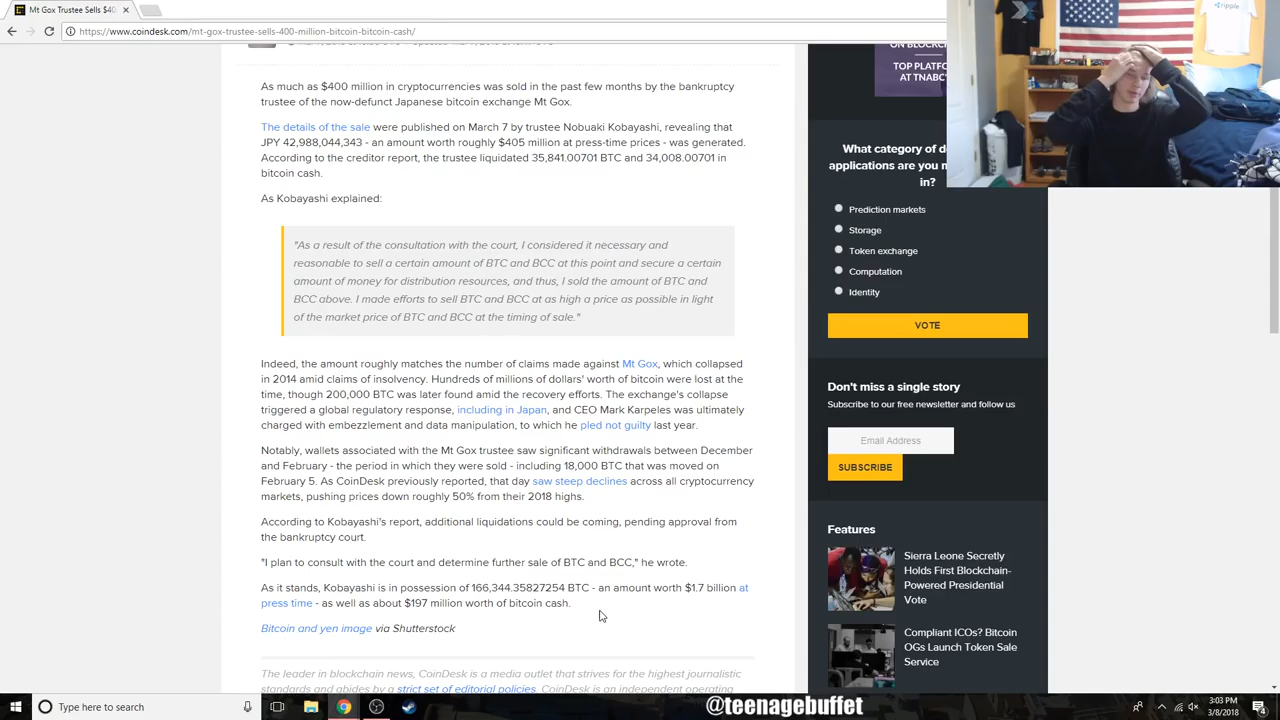 Mt Gox Trustee Sells $40
https://www.coindesk.com/mt-gox-trustee-sells-400-million-bitcoin-bitcoin-cash/
As much as $400 million in cryptocurrencies was sold in the past few months by the bankruptcy
trustee of the now-defunct Japanese bitcoin exchange Mt Gox.
The details of the sale were published on March 7 by trustee Nobuaki Kobayashi, revealing that
JPY 42,988,044,343 - an amount worth roughly $405 million at press-time prices - was generated.
According to the creditor report, the trustee liquidated 35,841.00701 BTC and 34,008.00701 in
bitcoin cash.
As Kobayashi explained:
"As a result of the consultation with the court, I considered it necessary and
reasonable to sell a certain amount of BTC and BCC at this point and secure a certain
amount of money for distribution resources, and thus, I sold the amount of BTC and
BCC above. I made efforts to sell BTC and BCC at as high a price as possible in light
of the market price of BTC and BCC at the timing of sale."
Indeed, the amount roughly matches the number of claims made against Mt Gox, which collapsed
in 2014 amid claims of insolvency. Hundreds of millions of dollars' worth of bitcoin were lost at the
time, though 200,000 BTC was later found amid the recovery efforts. The exchange's collapse
triggered a global regulatory response, including in Japan, and CEO Mark Karpeles was ultimately
charged with embezzlement and data manipulation, to which he pled not guilty last year.
Notably, wallets associated with the Mt Gox trustee saw significant withdrawals between December
and February - the period in which they were sold - including 18,000 BTC that was moved on
February 5. As CoinDesk previously reported, that day saw steep declines across all cryptocurrency
markets, pushing prices down roughly 50% from their 2018 highs.
According to Kobayashi's report, additional liquidations could be coming, pending approval from
the bankruptcy court.
"I plan to consult with the court and determine further sale of BTC and BCC," he wrote.
As it stands, Kobayashi is in possession of 166,344.35827254 BTC - an amount worth $1.7 billion at
press time - as well as about $197 million worth of bitcoin cash.
Bitcoin and yen image via Shutterstock
The leader in blockchain news, CoinDesk is a media outlet that strives for the highest journalistic
standards and abides by a strict set of editorial policies. CoinDesk is an independent operating
ON BLOCK
TOP PLATFO
AT TNABC
ripple
What category of de
applications are you m
in?
Prediction markets
Storage
Token exchange
Computation
Identity
VOTE
Don't miss a single story
Subscribe to our free newsletter and follow us
Email Address
SUBSCRIBE
Features
Sierra Leone Secretly
Holds First Blockchain-
Powered Presidential
Vote
Compliant ICOs? Bitcoin
OGs Launch Token Sale
Service
Type here to search
@teenagebuffet
3:03 PM
3/8/2018